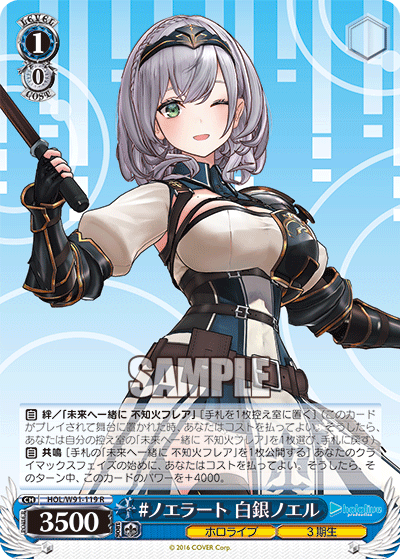 LEVEL
1
0
COST
SAMPLE
自 絆／「未来へ一緒に 不知火フレア」［手札を1枚控え室に置く］（このカード
がプレイされて舞台に置かれた時、あなたはコストを払ってよい。そうしたら、
あなたは自分の控え室の「未来へ一緒に 不知火フレア」を1枚選び、手札に戻す）
自 共鳴 ［手札の「未来へ一緒に 不知火フレア」を1枚公開する］ あなたのク
ライマックスフェイズの始めに、あなたはコストを払ってよい。そうしたら、そ
のターン中、このカードのパワーを+4000。
CH HOL/W91-119 R
3500
#ノエラート 白銀ノエル
hololive production
ホロライブ
3期生
© 2016 COVER Corp.